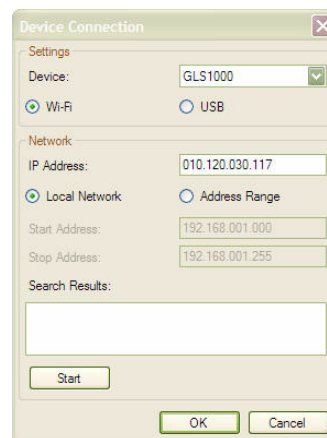 Device Connection
Settings
Device: GLS1000
Wi-Fi USB
Network
IP Address: 010.120.030.117
Local Network Address Range
Start Address: 192.168.001.000
Stop Address: 192.168.001.255
Search Results:
Start
OK Cancel